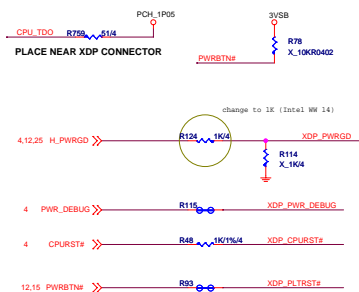 PCH_1P05
3VSB
CPU_TDO R759 51/4
PLACE NEAR XDP CONNECTOR
R78
X_10KR0402
PWRBTN#
change to 1K (Intel WW 14)
4,12.25 H_PWRGD R124 1K/4 XDP_PWRGD
R114
X_1K/4
4 PWR_DEBUG R115 XDP_PWR_DEBUG
4 CPURST# R48 1K/1%/4 XDP_CPURST#
12,15 PWRBTN# R93 XDP_PLTRST#